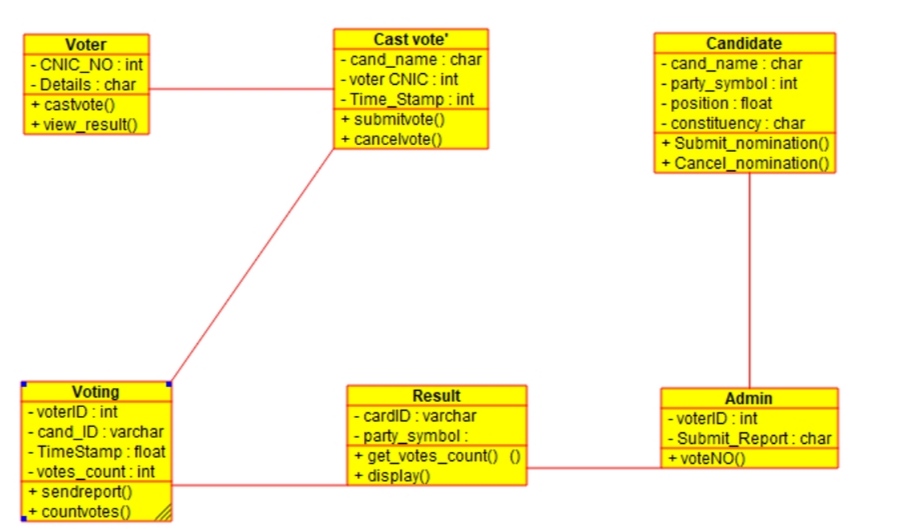 Voter
- CNIC_NO : int
- Details : char
+ castvote()
+ view_result()
Cast vote'
- cand_name : char
- voter CNIC : int
- Time_Stamp : int
+ submitvote()
+ cancelvote()
Candidate
- cand_name : char
- party_symbol : int
- position : float
- constituency : char
+ Submit_nomination()
+ Cancel_nomination()
Voting
- voterID : int
- cand_ID : varchar
- TimeStamp : float
- votes_count : int
+ sendreport()
+ countvotes()
Result
- cardID : varchar
- party_symbol :
+ get_votes_count() ()
+ display()
Admin
- voterID : int
- Submit_Report : char
+ voteNO()